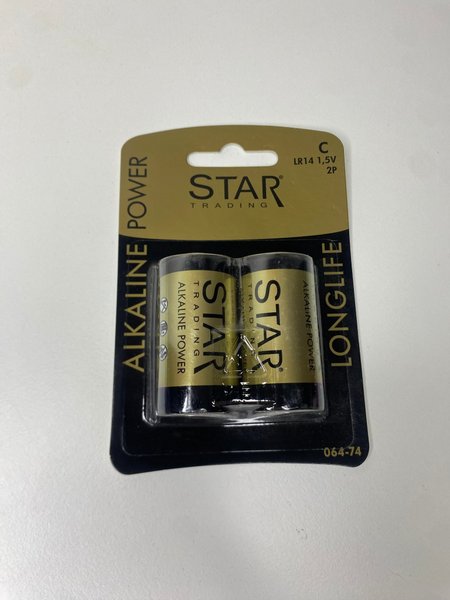 C
LR14 1,5V
2P
STAR®
TRADING
ALKALINE POWER
LONGLIFE
STAR
TRADING
ALKALINE POWER
STAR
TRADING
ALKALINE POWER
064-74